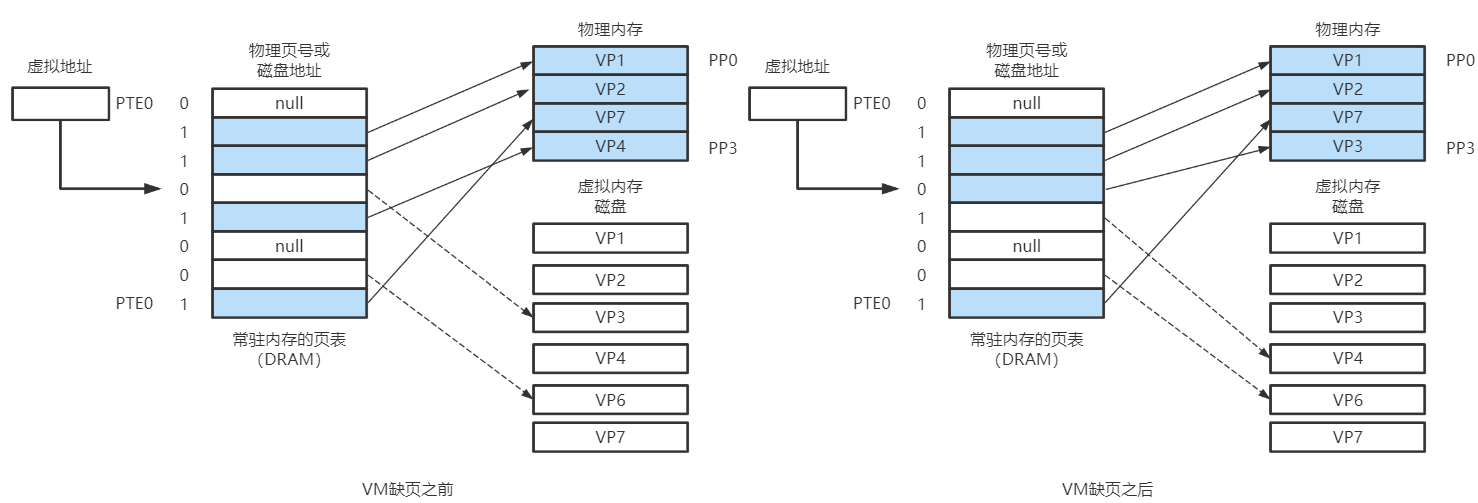 虚拟地址
物理页号或
磁盘地址
物理内存
PTE0
0
null
1
1
0
1
0
null
0
PTE0
1
常驻内存的页表
（DRAM）
VP1
PP0
VP2
VP7
VP4
PP3
虚拟内存
磁盘
VP1
VP2
VP3
VP4
VP6
VP7
VM缺页之前
虚拟地址
物理页号或
磁盘地址
物理内存
PTE0
0
null
1
1
0
1
0
null
0
PTE0
1
常驻内存的页表
（DRAM）
VP1
PP0
VP2
VP7
VP3
PP3
虚拟内存
磁盘
VP1
VP2
VP3
VP4
VP6
VP7
VM缺页之后